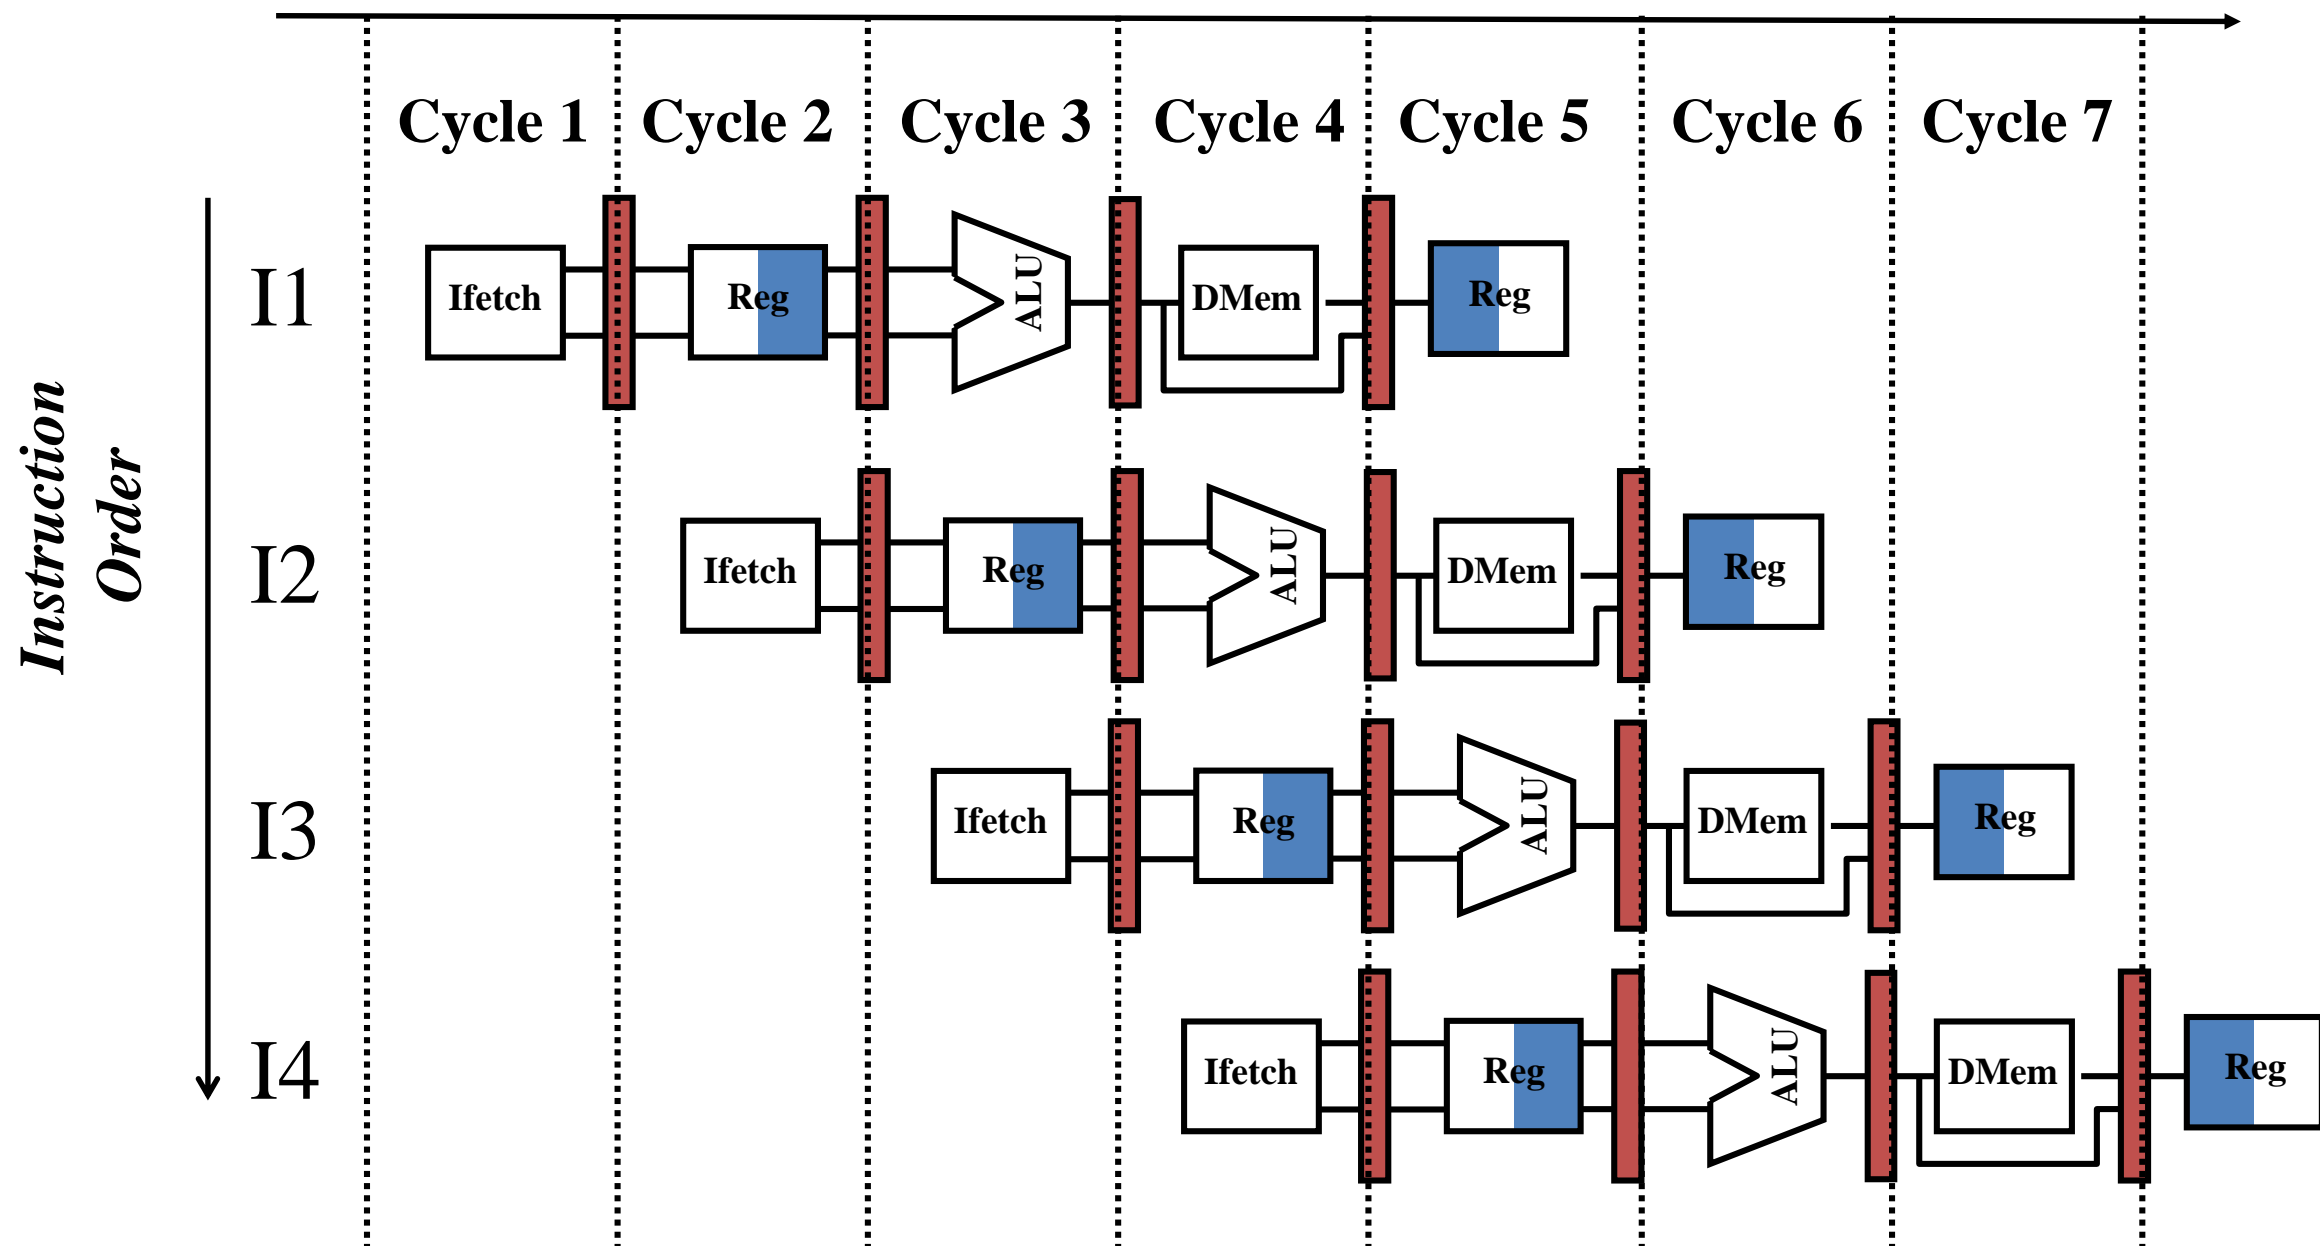 Cycle 1 Cycle 2 Cycle 3 Cycle 4 Cycle 5 Cycle 6 Cycle 7
Instruction
Order
I1 Ifetch Reg ALU DMem Reg
I2 Ifetch Reg ALU DMem Reg
I3 Ifetch Reg ALU DMem Reg
I4 Ifetch Reg ALU DMem Reg